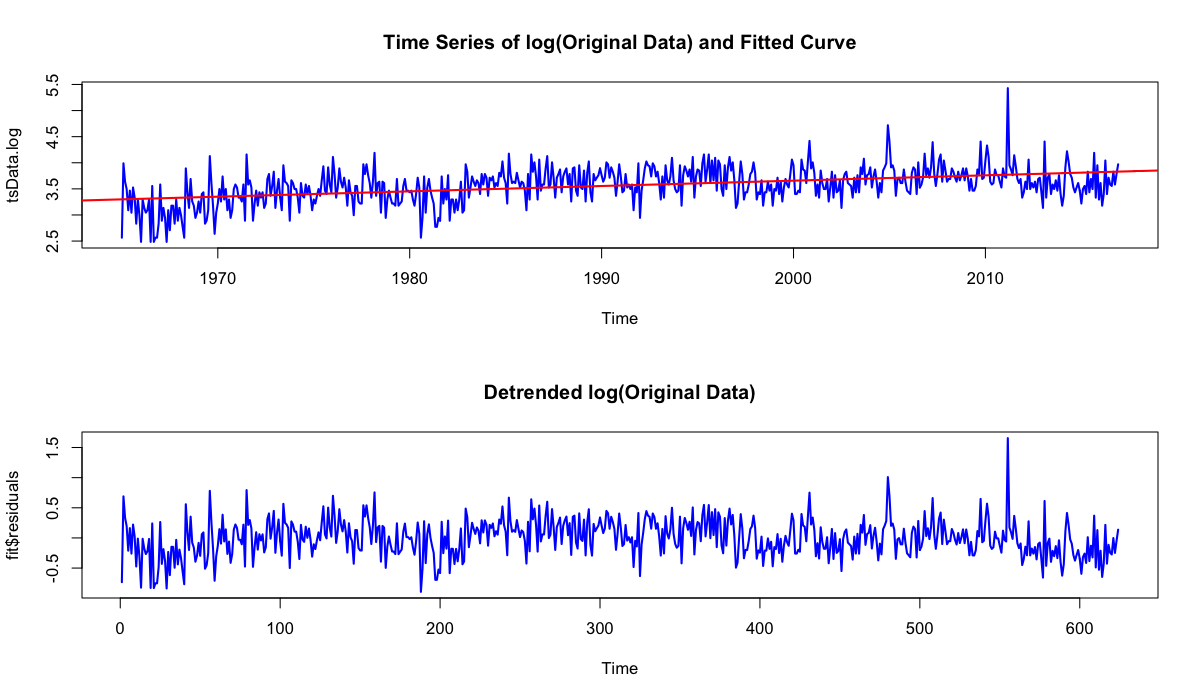 Time Series of log(Original Data) and Fitted Curve
tsData.log
5.5
4.5
3.5
2.5
1970 1980 1990 2000 2010
Time
Detrended log(Original Data)
fit$residuals
1.5
0.5
-0.5
0 100 200 300 400 500 600
Time